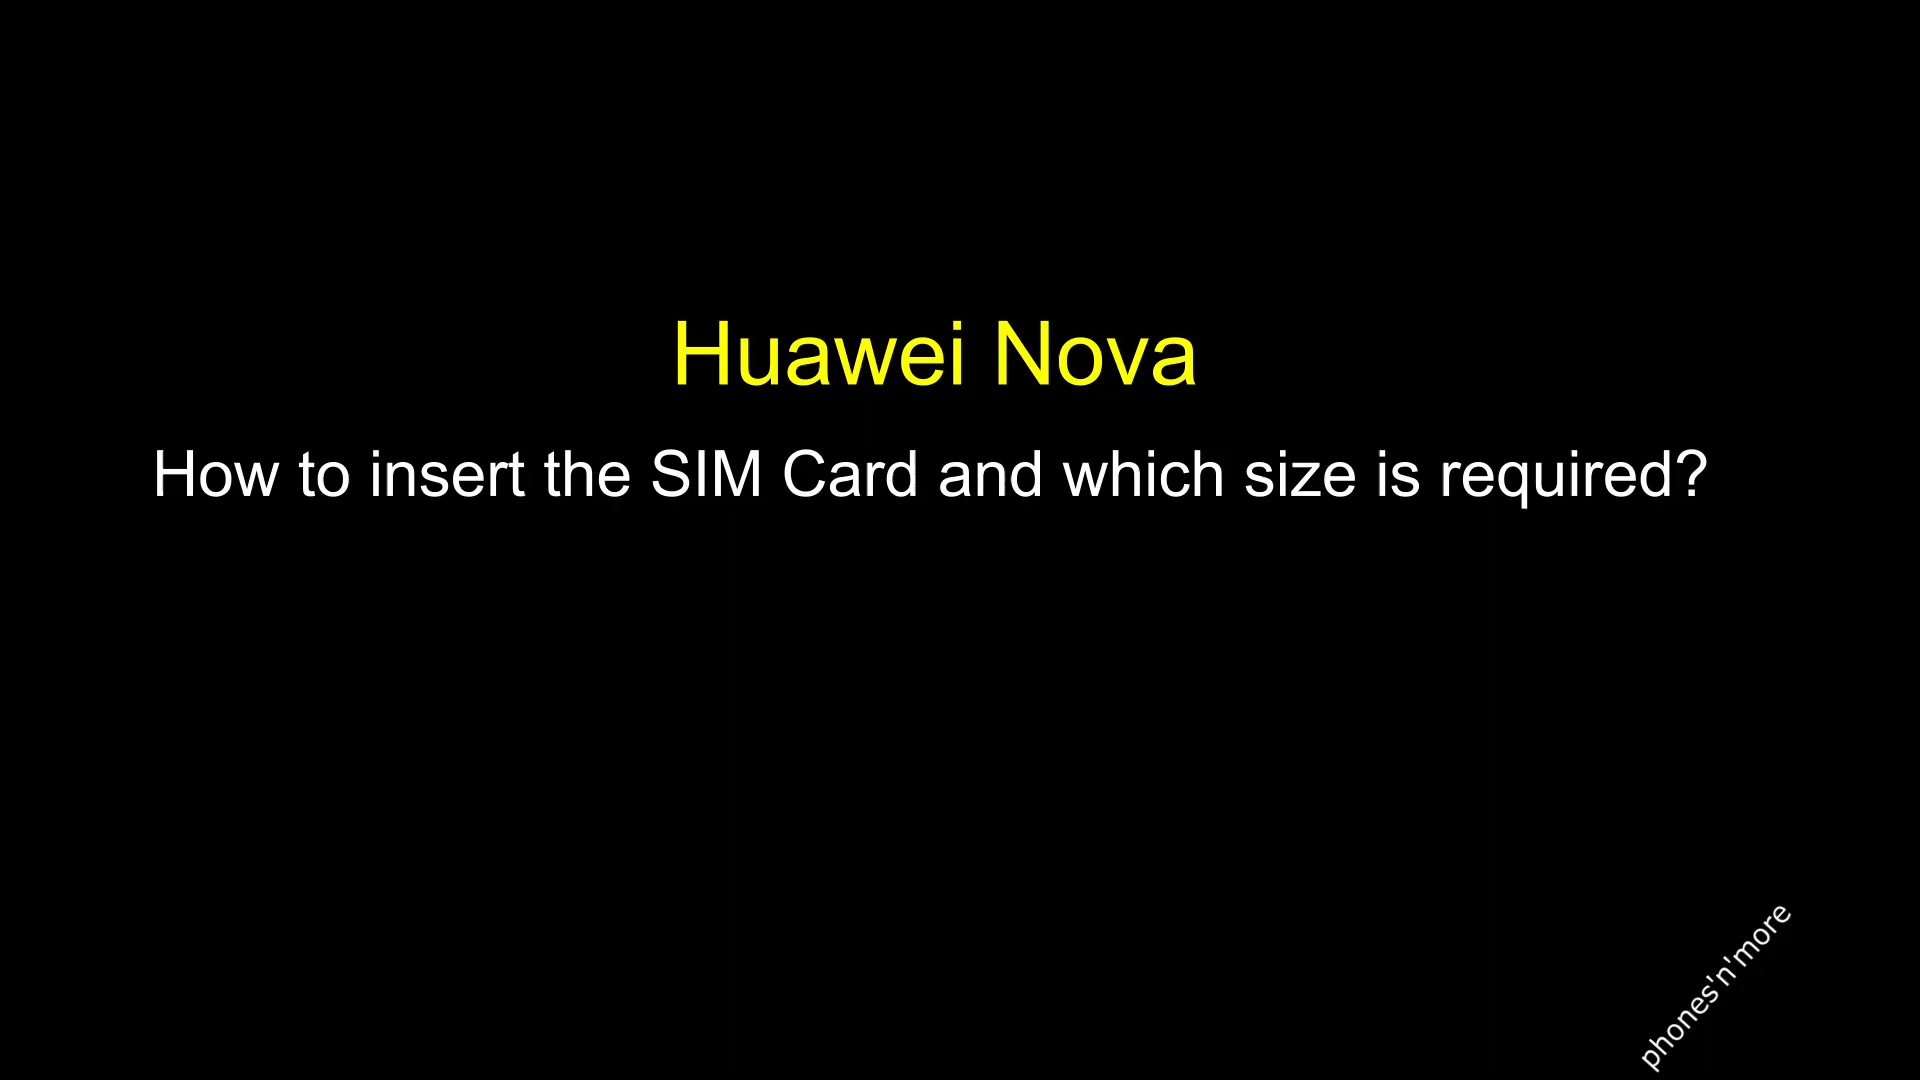 Huawei Nova
How to insert the SIM Card and which size is required?
phones'n'more